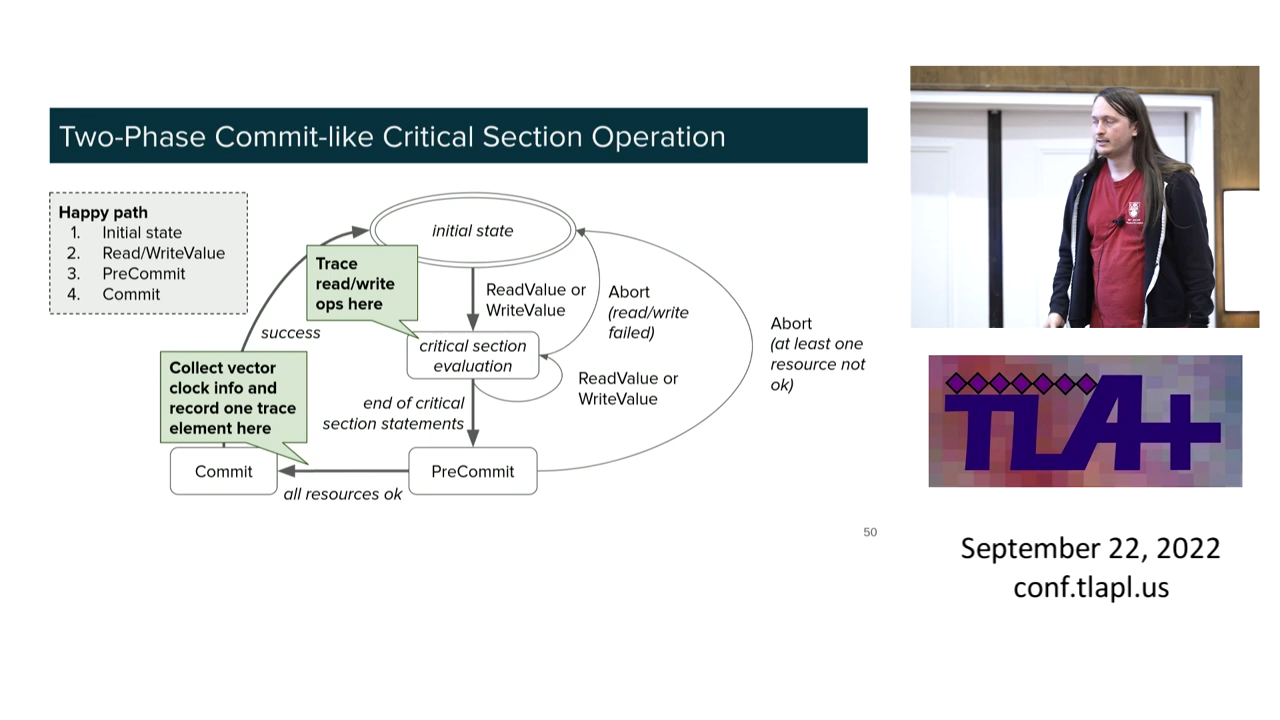 Two-Phase Commit-like Critical Section Operation
Happy path
1. Initial state
2. Read/WriteValue
3. PreCommit
4. Commit
initial state
Trace
read/write
ops here
ReadValue or
WriteValue
Abort
(read/write
failed)
Abort
(at least one
resource not
ok)
success
critical section
evaluation
ReadValue or
WriteValue
Collect vector
clock info and
record one trace
element here
end of critical
section statements
Commit
PreCommit
all resources ok
50
TLA+
September 22, 2022
conf.tlapl.us